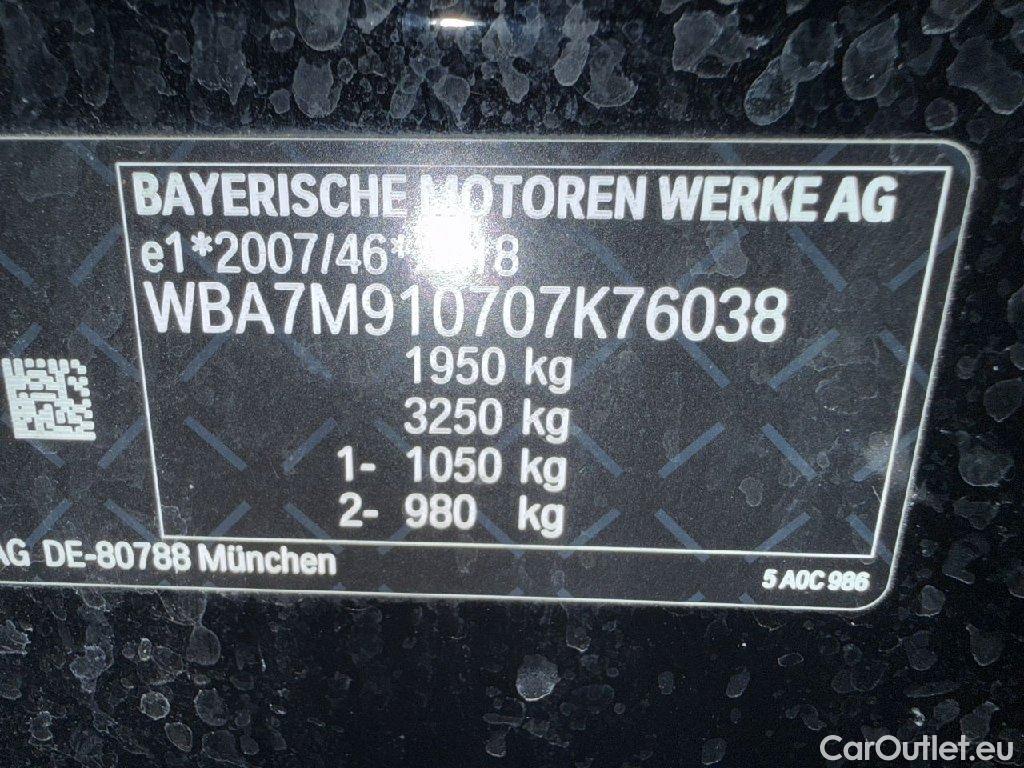 BAYERISCHE MOTOREN WERKE AG
e1*2007/46*
WBA7M910707K76038
1950 kg
3250 kg
1- 1050 kg
2- 980 kg
AG DE-80788 München
5 A0C 986
CarOutlet.eu